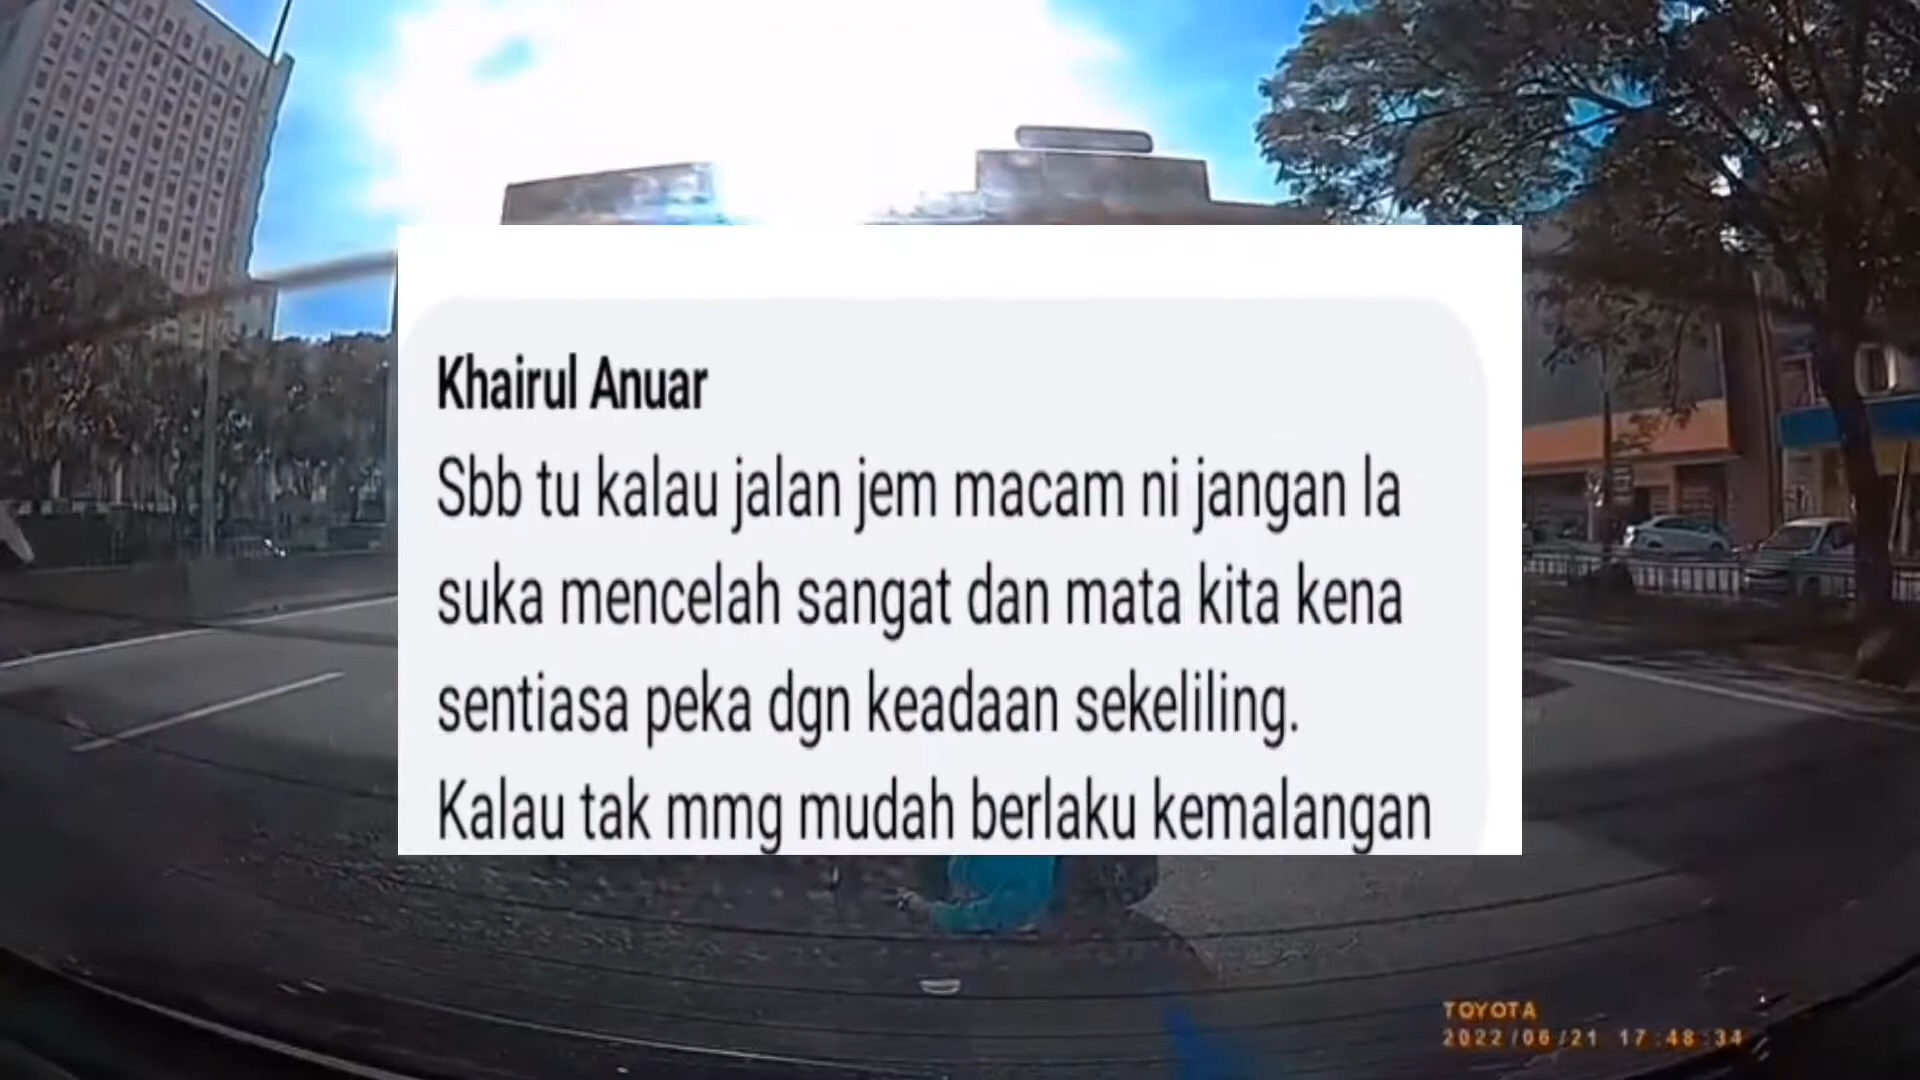 Khairul Anuar
Sbb tu kalau jalan jem macam ni jangan la
suka mencelah sangat dan mata kita kena
sentiasa peka dgn keadaan sekeliling.
Kalau tak mmg mudah berlaku kemalangan
TOYOTA
2022/06/21 17:48:34